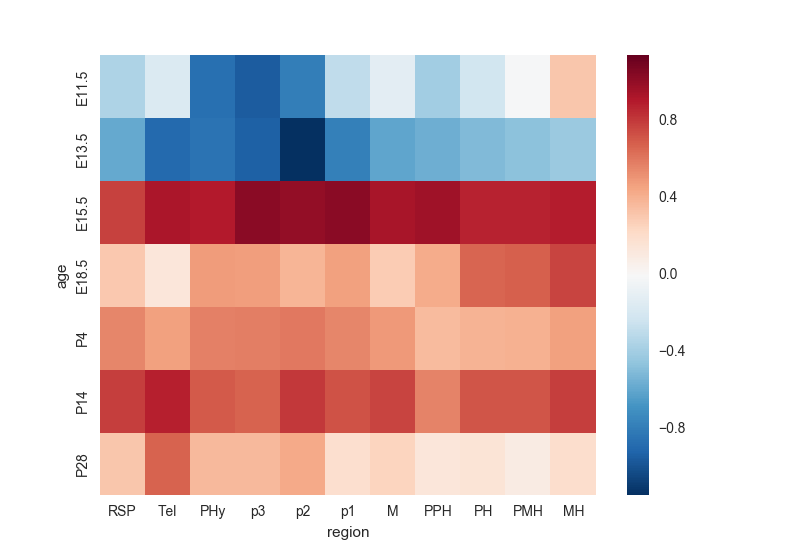 E11.5
E13.5
E15.5
E18.5
P4
P14
P28
age
RSP Tel PHy p3 p2 p1 M PPH PH PMH MH
region
0.8
0.4
0.0
−0.4
−0.8